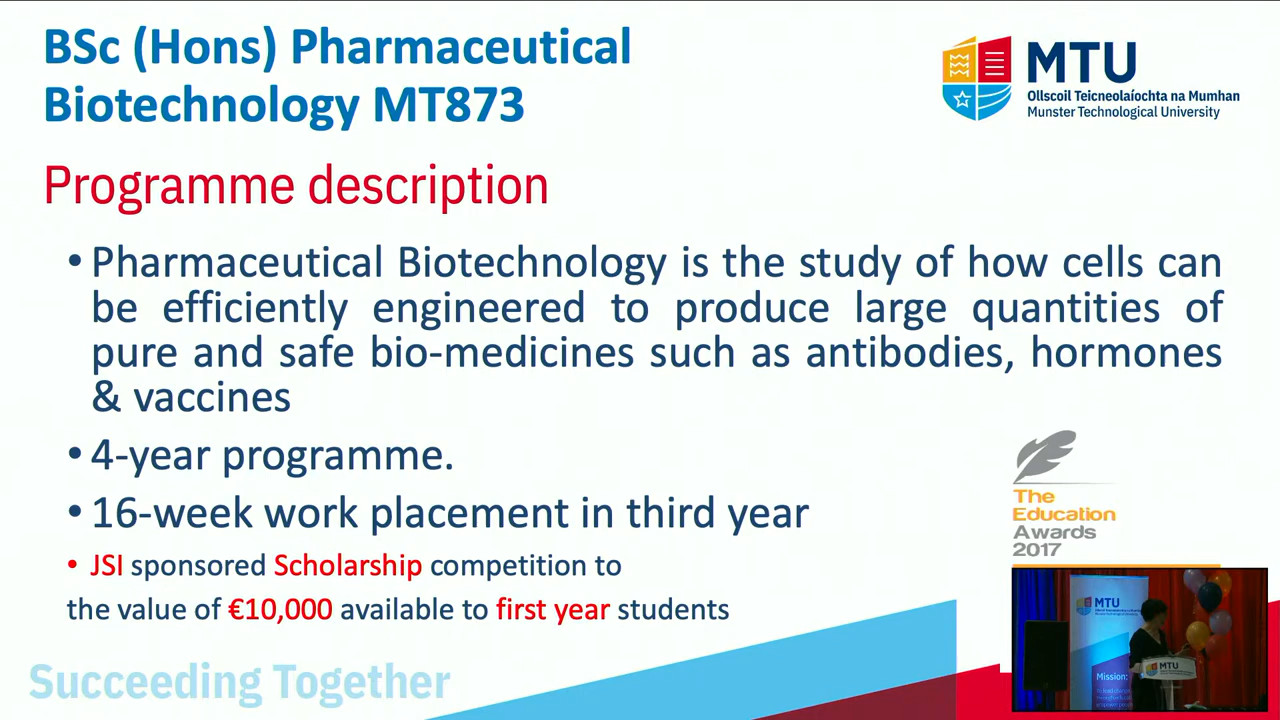 BSc (Hons) Pharmaceutical
Biotechnology MT873
MTU
Ollscoil Teicneolaíochta na Mumhan
Munster Technological University
Programme description
• Pharmaceutical Biotechnology is the study of how cells can
be efficiently engineered to produce large quantities of
pure and safe bio-medicines such as antibodies, hormones
& vaccines
• 4-year programme.
• 16-week work placement in third year
• JSI sponsored Scholarship competition to
the value of €10,000 available to first year students
The
Education
Awards
2017
MTU
MTU
Mission:
Succeeding Together